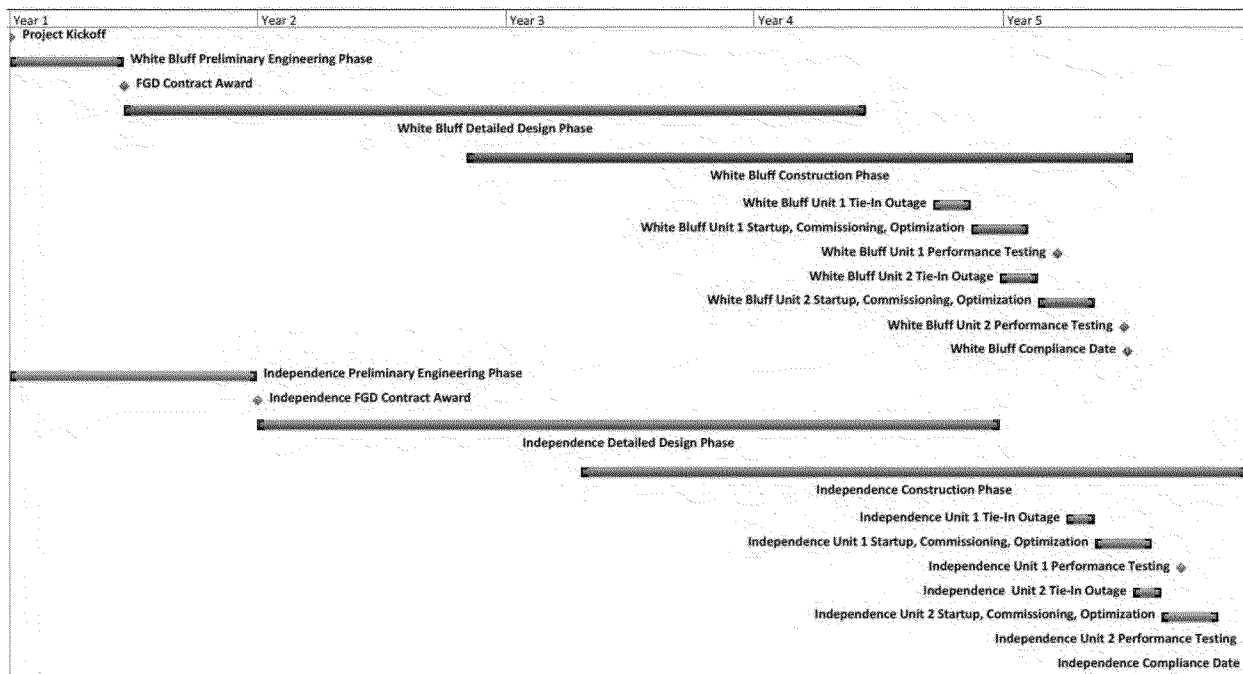 Year 1 Year 2 Year 3 Year 4 Year 5
Project Kickoff
White Bluff Preliminary Engineering Phase
FGD Contract Award
White Bluff Detailed Design Phase
White Bluff Construction Phase
White Bluff Unit 1 Tie-In Outage
White Bluff Unit 1 Startup, Commissioning, Optimization
White Bluff Unit 1 Performance Testing
White Bluff Unit 2 Tie-In Outage
White Bluff Unit 2 Startup, Commissioning, Optimization
White Bluff Unit 2 Performance Testing
White Bluff Compliance Date
Independence Preliminary Engineering Phase
Independence FGD Contract Award
Independence Detailed Design Phase
Independence Construction Phase
Independence Unit 1 Tie-In Outage
Independence Unit 1 Startup, Commissioning, Optimization
Independence Unit 1 Performance Testing
Independence Unit 2 Tie-In Outage
Independence Unit 2 Startup, Commissioning, Optimization
Independence Unit 2 Performance Testing
Independence Compliance Date